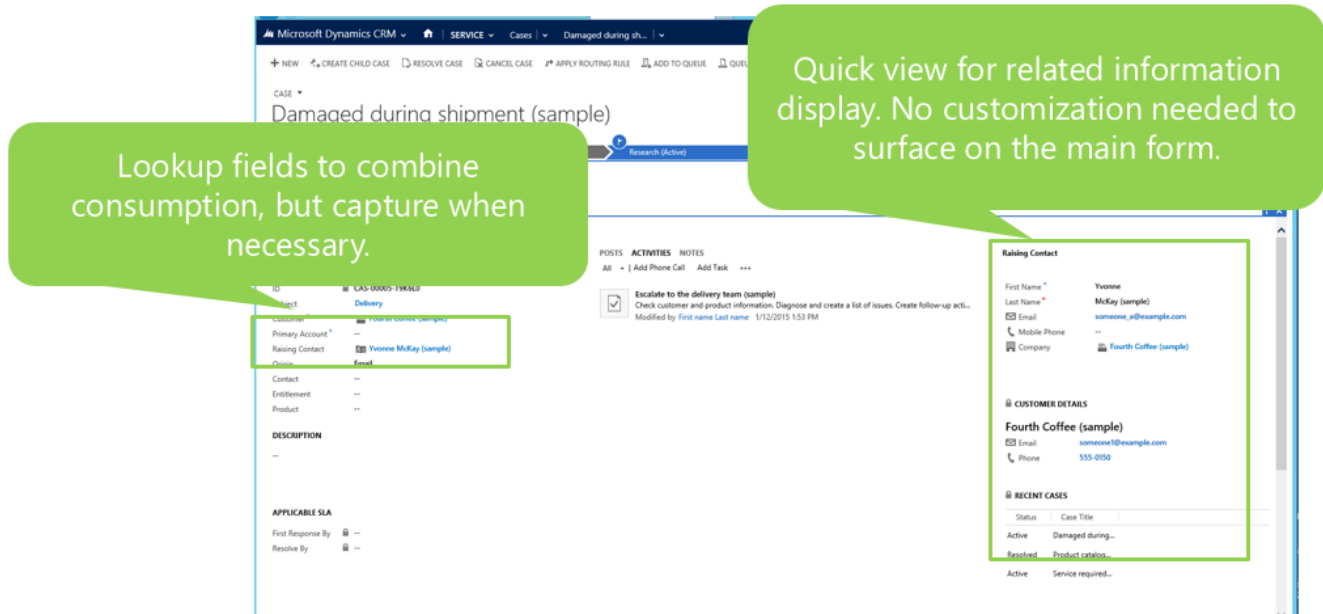 Microsoft Dynamics CRM
SERVICE
Cases
Damaged during sh...
NEW
CREATE CHILD CASE
RESOLVE CASE
CANCEL CASE
APPLY ROUTING RULE
ADD TO QUEUE
CASE
Damaged during shipment (sample)
Research (Active)
Quick view for related information
display. No customization needed to
surface on the main form.
Lookup fields to combine
consumption, but capture when
necessary.
ID
Subject Delivery
Customer Fourth Coffee (sample)
Primary Account * --
Raising Contact Yvonne McKay (sample)
Origin Email
Contact --
Entitlement --
Product --
DESCRIPTION
--
APPLICABLE SLA
First Response By --
Resolve By --
POSTS ACTIVITIES NOTES
All | Add Phone Call Add Task ...
Escalate to the delivery team (sample)
Check customer and product information. Diagnose and create a list of issues. Create follow-up acti...
Modified by First name Last name 1/12/2015 1:53 PM
Raising Contact
First Name * Yvonne
Last Name * McKay (sample)
Email someone_a@example.com
Mobile Phone --
Company Fourth Coffee (sample)
CUSTOMER DETAILS
Fourth Coffee (sample)
Email someone1@example.com
Phone 555-0150
RECENT CASES
Status Case Title
Active Damaged during...
Resolved Product catalog...
Active Service required...